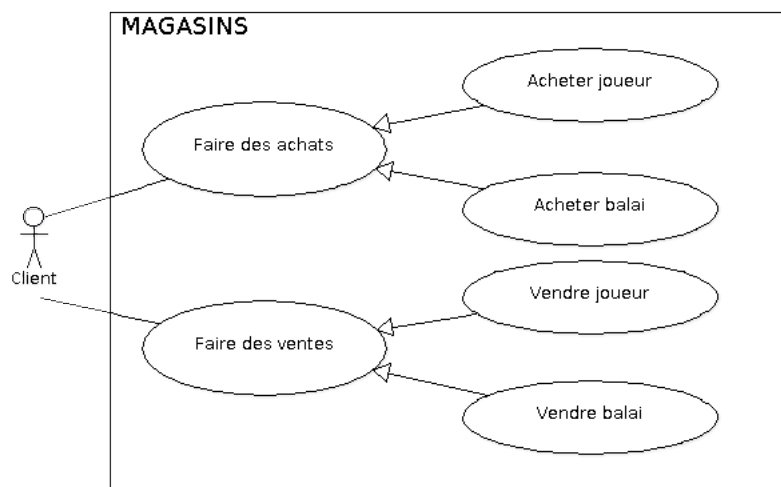 MAGASINS
Acheter joueur
Faire des achats
Acheter balai
Client
Vendre joueur
Faire des ventes
Vendre balai